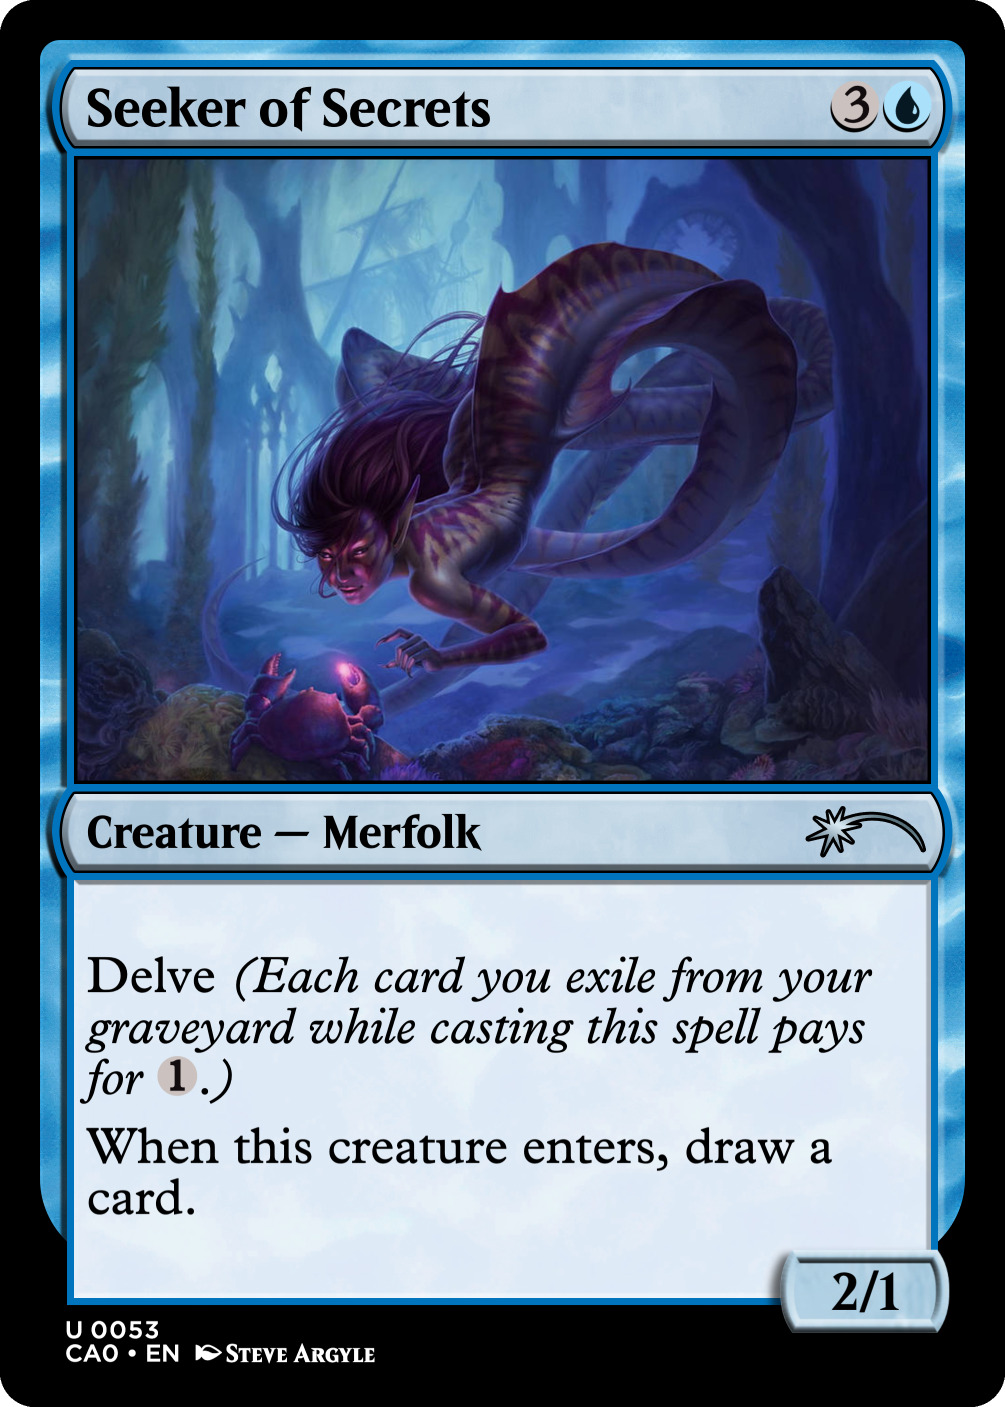 Seeker of Secrets 3
Creature — Merfolk
Delve (Each card you exile from your
graveyard while casting this spell pays
for 1.)
When this creature enters, draw a
card.
2/1
U 0053
CAO • EN Steve Argyle